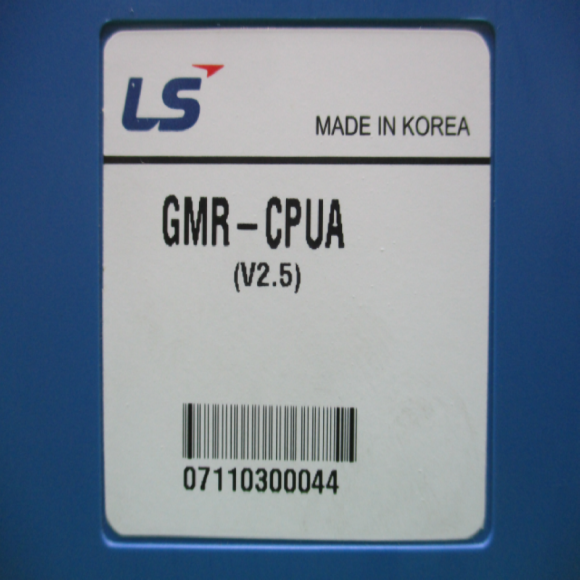 LS
MADE IN KOREA
GMR-CPUA
(V2.5)
07110300044